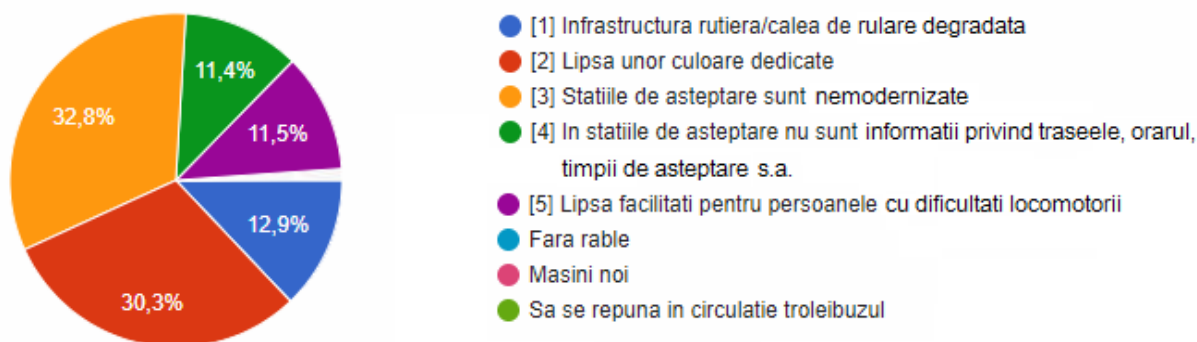 11,4%
32,8%
11,5%
12,9%
30,3%
[1] Infrastructura rutiera/calea de rulare degradata
[2] Lipsa unor culoare dedicate
[3] Statiile de asteptare sunt nemodernizate
[4] In statiile de asteptare nu sunt informatii privind traseele, orarul,
timpii de asteptare s.a.
[5] Lipsa facilitati pentru persoanele cu dificultati locomotorii
Fara rable
Masini noi
Sa se repuna in circulatie troleibuzul